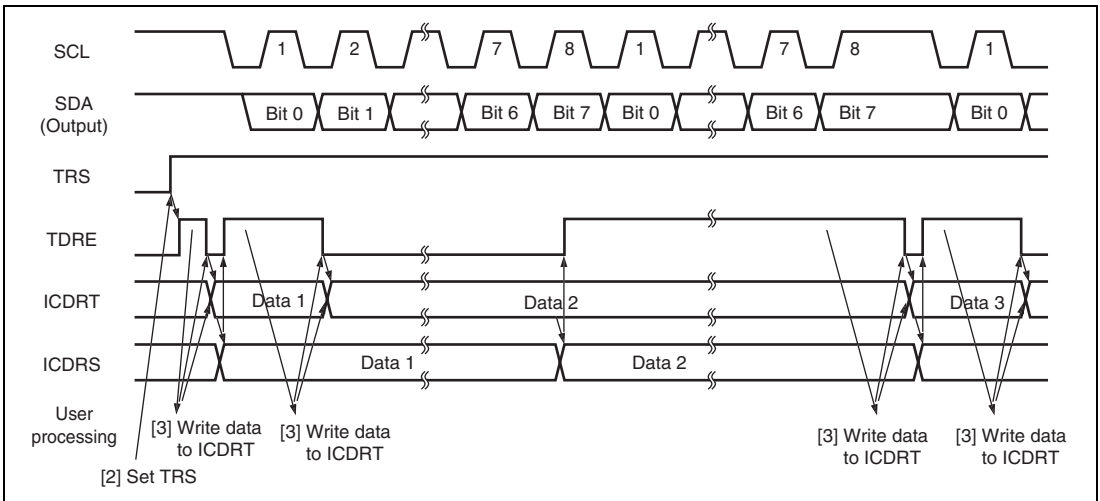 SCL 1 2 7 8 1 7 8 1
SDA
(Output)
Bit 0 Bit 1 Bit 6 Bit 7 Bit 0 Bit 6 Bit 7 Bit 0
TRS
TDRE
ICDRT Data 1 Data 2 Data 3
ICDRS Data 1 Data 2
User
processing
[3] Write data
to ICDRT
[3] Write data
to ICDRT
[3] Write data
to ICDRT
[3] Write data
to ICDRT
[2] Set TRS